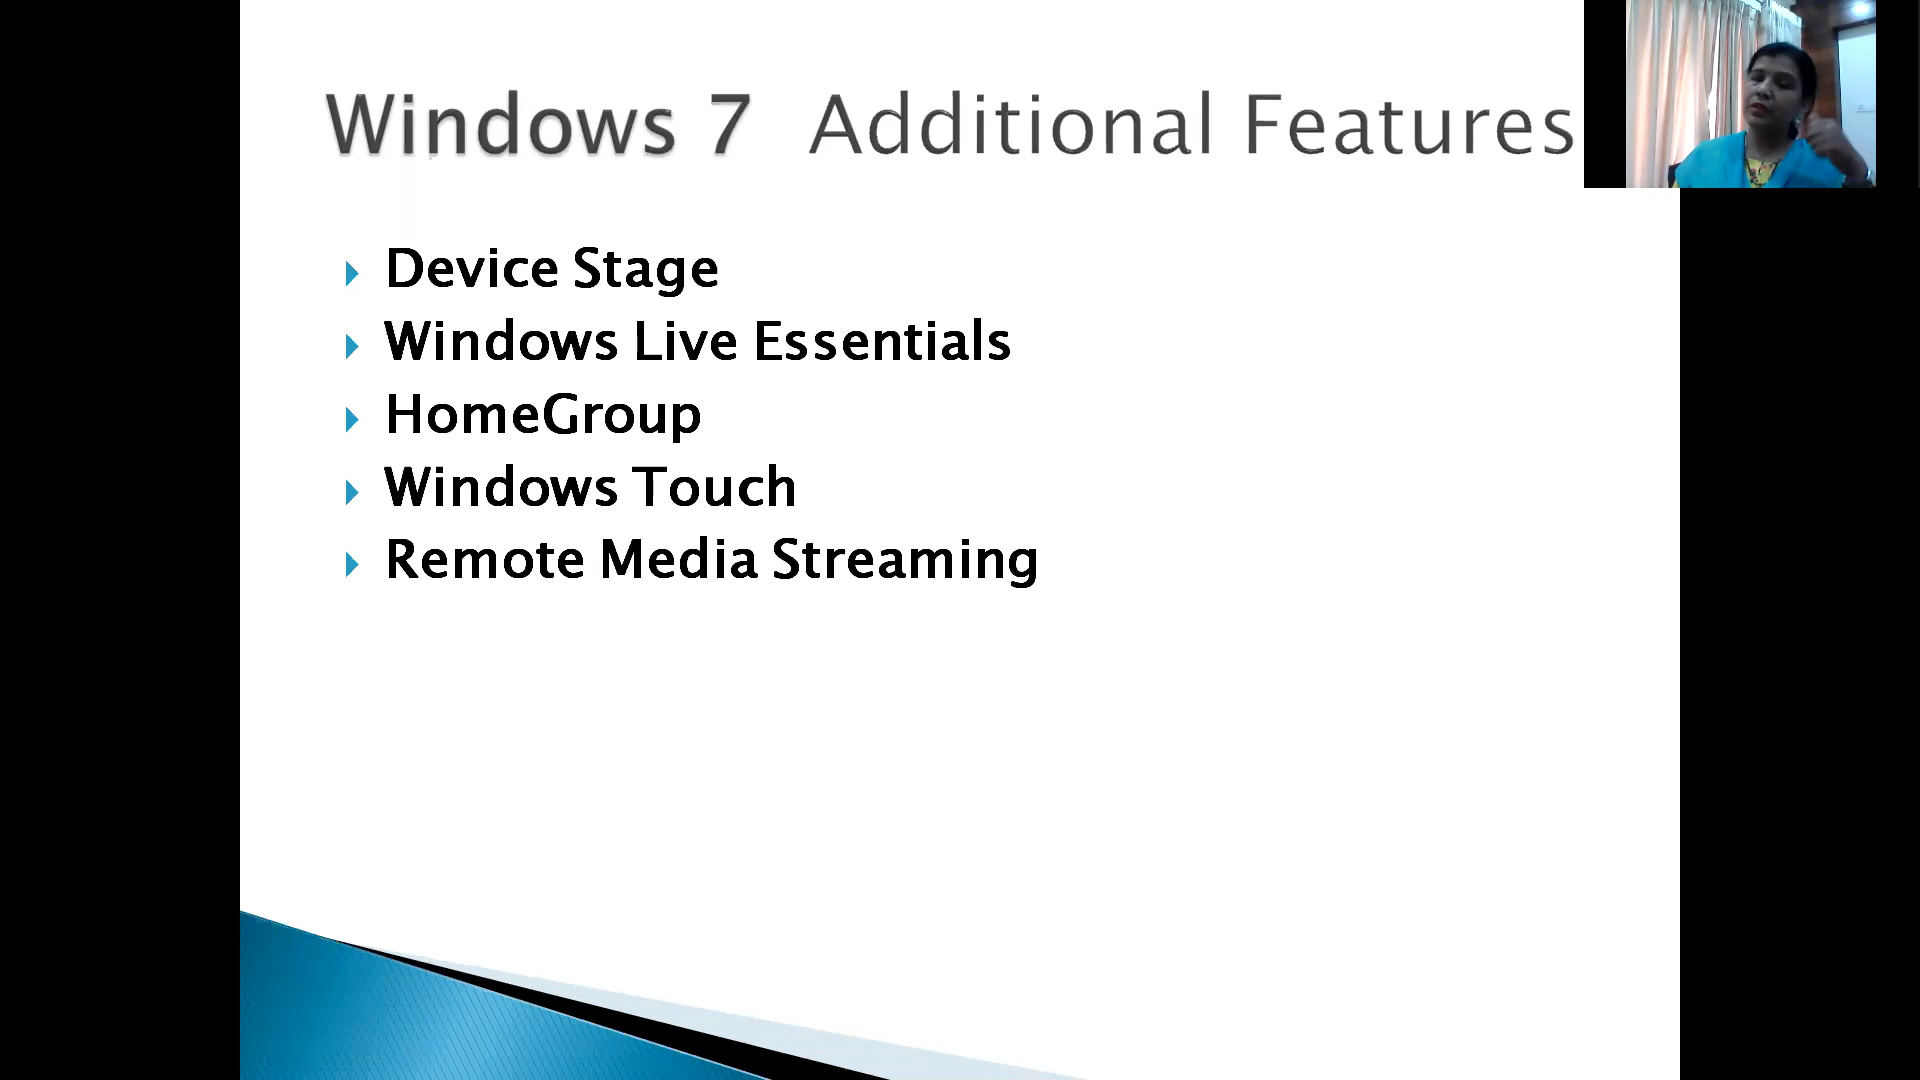 Windows 7 Additional Features
Device Stage
Windows Live Essentials
HomeGroup
Windows Touch
Remote Media Streaming